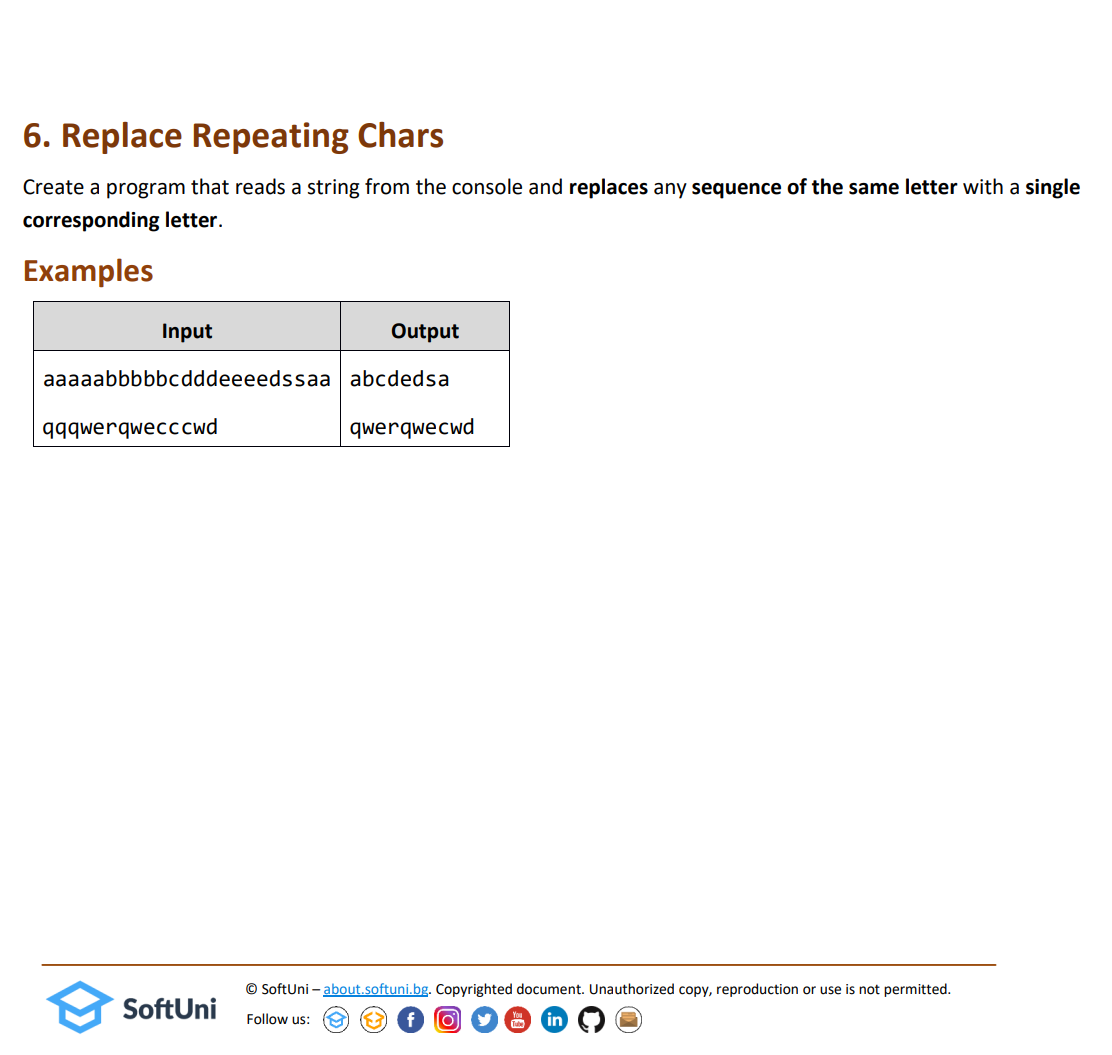 6. Replace Repeating Chars
Create a program that reads a string from the console and replaces any sequence of the same letter with a single
corresponding letter.
Examples
Input Output
aaaaabbbbbcdddeeeedssaa abcdedsa
qqqwerqwecccwd qwerqwecwd
SoftUni
© SoftUni – about.softuni.bg. Copyrighted document. Unauthorized copy, reproduction or use is not permitted.
Follow us: